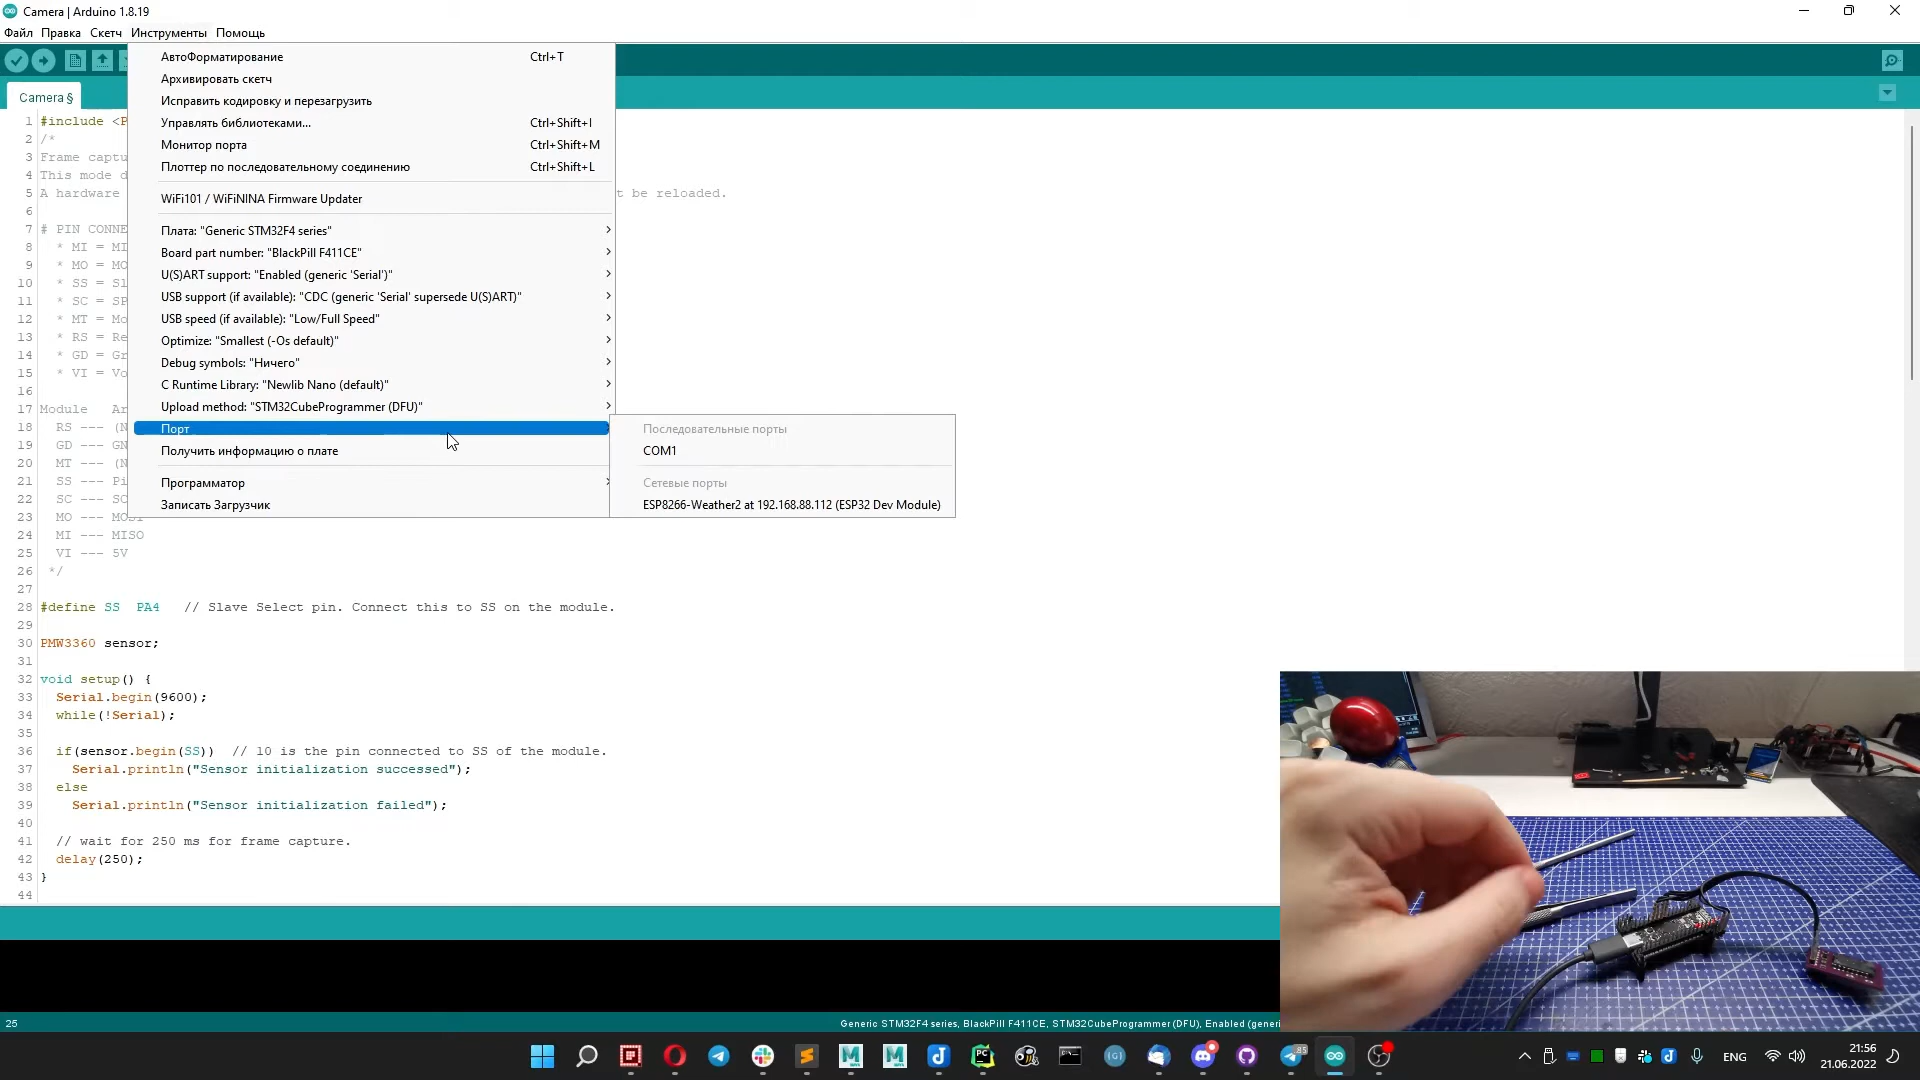 Camera | Arduino 1.8.19
Файл Правка Скетч Инструменты Помощь
Camera §
АвтоФорматирование Ctrl+T
Архивировать скетч
Исправить кодировку и перезагрузить
Управлять библиотеками... Ctrl+Shift+I
Монитор порта Ctrl+Shift+M
Плоттер по последовательному соединению Ctrl+Shift+L
WiFi101 / WiFiNINA Firmware Updater
Плата: "Generic STM32F4 series"
Board part number: "BlackPill F411CE"
U(S)ART support: "Enabled (generic 'Serial')"
USB support (if available): "CDC (generic 'Serial' supersede U(S)ART)"
USB speed (if available): "Low/Full Speed"
Optimize: "Smallest (-Os default)"
Debug symbols: "Ничего"
C Runtime Library: "Newlib Nano (default)"
Upload method: "STM32CubeProgrammer (DFU)"
Порт
Получить информацию о плате
Программатор
Записать Загрузчик
Последовательные порты
COM1
Сетевые порты
ESP8266-Weather2 at 192.168.88.112 (ESP32 Dev Module)
1 #include <P
2 /*
3 Frame captu
4 This mode d
5 A hardware t be reloaded.
6
7 # PIN CONNE
8 * MI = MI
9 * MO = MO
10 * SS = Sl
11 * SC = SP
12 * MT = Mo
13 * RS = Re
14 * GD = Gr
15 * VI = Vo
16
17 Module Ar
18 RS --- (N
19 GD --- GN
20 MT --- (N
21 SS --- Pi
22 SC --- SC
23 MO --- MOSI
24 MI --- MISO
25 VI --- 5V
26 */
27
28 #define SS PA4 // Slave Select pin. Connect this to SS on the module.
29
30 PMW3360 sensor;
31
32 void setup() {
33 Serial.begin(9600);
34 while(!Serial);
35
36 if(sensor.begin(SS)) // 10 is the pin connected to SS of the module.
37 Serial.println("Sensor initialization successed");
38 else
39 Serial.println("Sensor initialization failed");
40
41 // wait for 250 ms for frame capture.
42 delay(250);
43 }
44
25 Generic STM32F4 series, BlackPill F411CE, STM32CubeProgrammer (DFU), Enabled (generi
ENG
21:56
21.06.2022